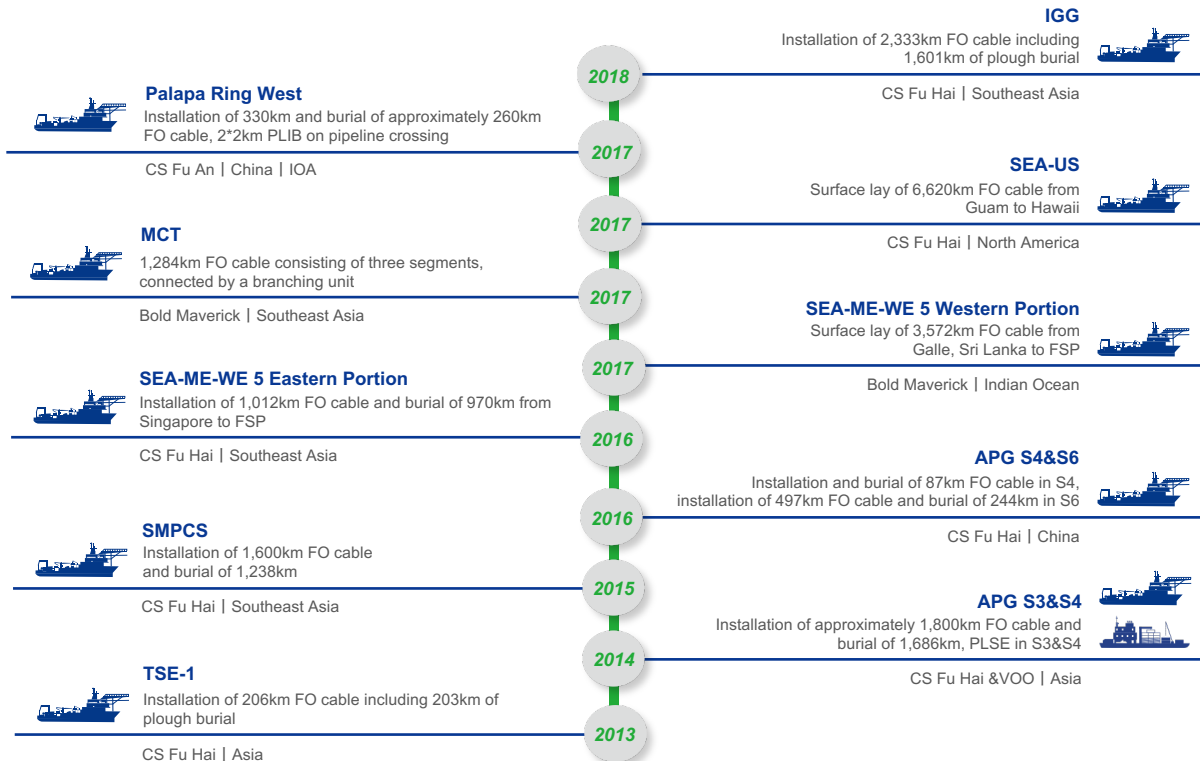 IGG
Installation of 2,333km FO cable including
1,601km of plough burial
2018
CS Fu Hai | Southeast Asia
Palapa Ring West
Installation of 330km and burial of approximately 260km
FO cable, 2*2km PLIB on pipeline crossing
2017
CS Fu An | China | IOA
SEA-US
Surface lay of 6,620km FO cable from
Guam to Hawaii
2017
CS Fu Hai | North America
MCT
1,284km FO cable consisting of three segments,
connected by a branching unit
2017
Bold Maverick | Southeast Asia
SEA-ME-WE 5 Western Portion
Surface lay of 3,572km FO cable from
Galle, Sri Lanka to FSP
2017
Bold Maverick | Indian Ocean
SEA-ME-WE 5 Eastern Portion
Installation of 1,012km FO cable and burial of 970km from
Singapore to FSP
2016
CS Fu Hai | Southeast Asia
APG S4&S6
Installation and burial of 87km FO cable in S4,
installation of 497km FO cable and burial of 244km in S6
2016
CS Fu Hai | China
SMPCS
Installation of 1,600km FO cable
and burial of 1,238km
2015
CS Fu Hai | Southeast Asia
APG S3&S4
Installation of approximately 1,800km FO cable and
burial of 1,686km, PLSE in S3&S4
2014
CS Fu Hai &VOO | Asia
TSE-1
Installation of 206km FO cable including 203km of
plough burial
2013
CS Fu Hai | Asia